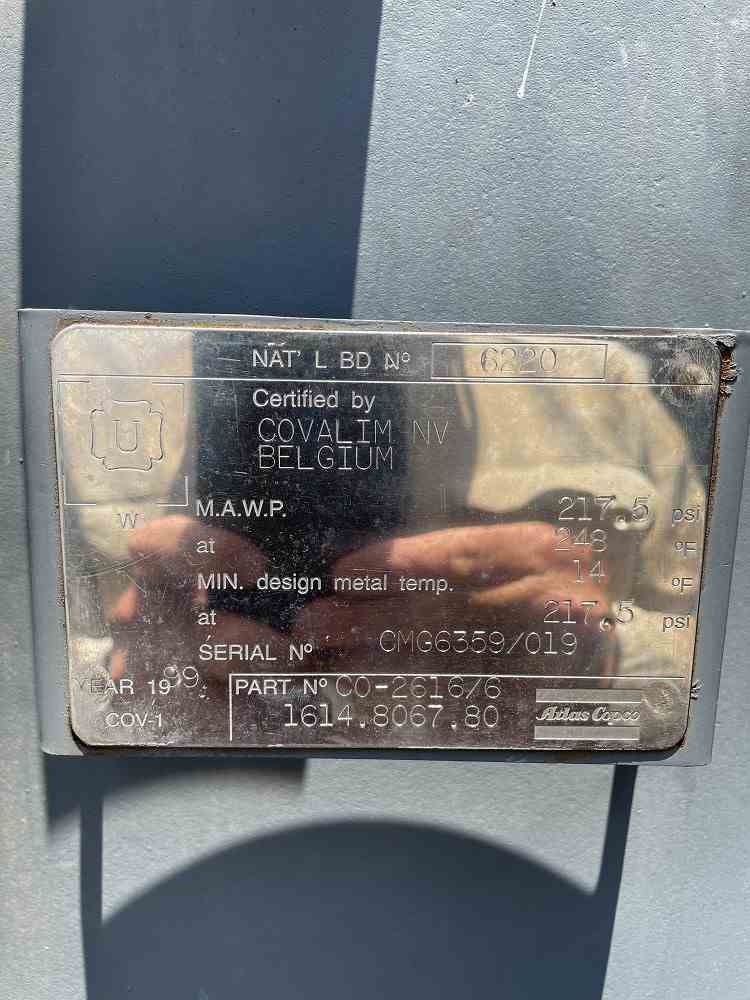 NAT' L BD Nº 6220
U
Certified by
COVALIM NV
BELGIUM
W
M.A.W.P. 217.5 psi
at 248 ºF
MIN. design metal temp. 14 ºF
at 217.5 psi
SERIAL Nº CMG6359/019
YEAR 1999
PART Nº CO-2616/6
COV-1
1614.8067.80
Atlas Copco